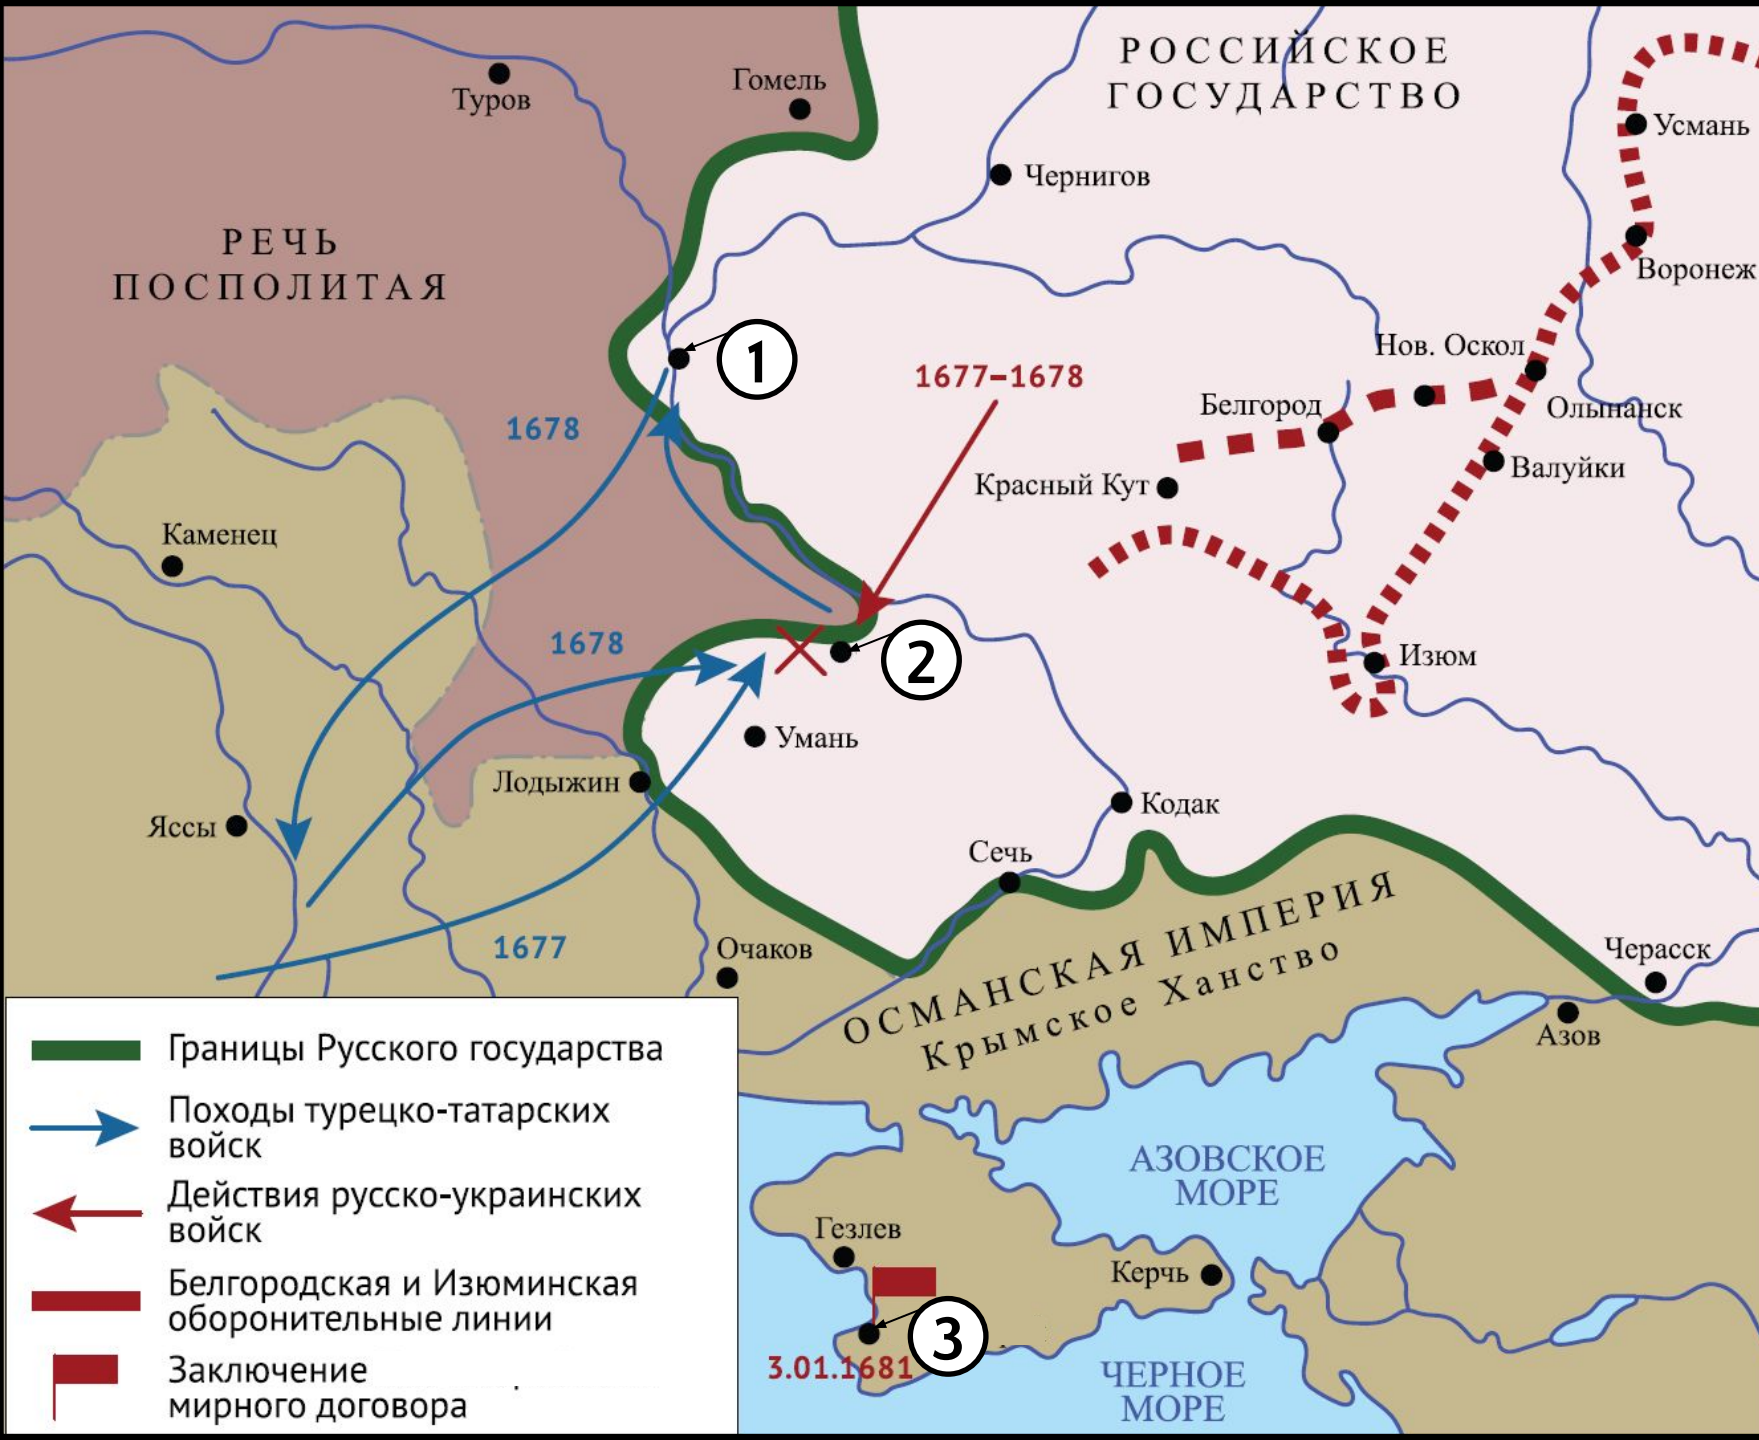 РОССИЙСКОЕ
ГОСУДАРСТВО
Гомель
Туров
Усмань
Чернигов
РЕЧЬ
ПОСПОЛИТАЯ
Воронеж
1
Нов. Оскол
1677–1678
Белгород
Олынанск
1678
Валуйки
Красный Кут
Каменец
1678
2
Изюм
Умань
Лодыжин
Кодак
Яссы
Сечь
ОСМАНСКАЯ ИМПЕРИЯ
Крымское Ханство
1677
Очаков
Черасск
Азов
Границы Русского государства
Походы турецко-татарских
войск
Действия русско-украинских
войск
Белгородская и Изюминская
оборонительные линии
Заключение
мирного договора
АЗОВСКОЕ
МОРЕ
Гезлев
Керчь
3
3.01.1681
ЧЕРНОЕ
МОРЕ